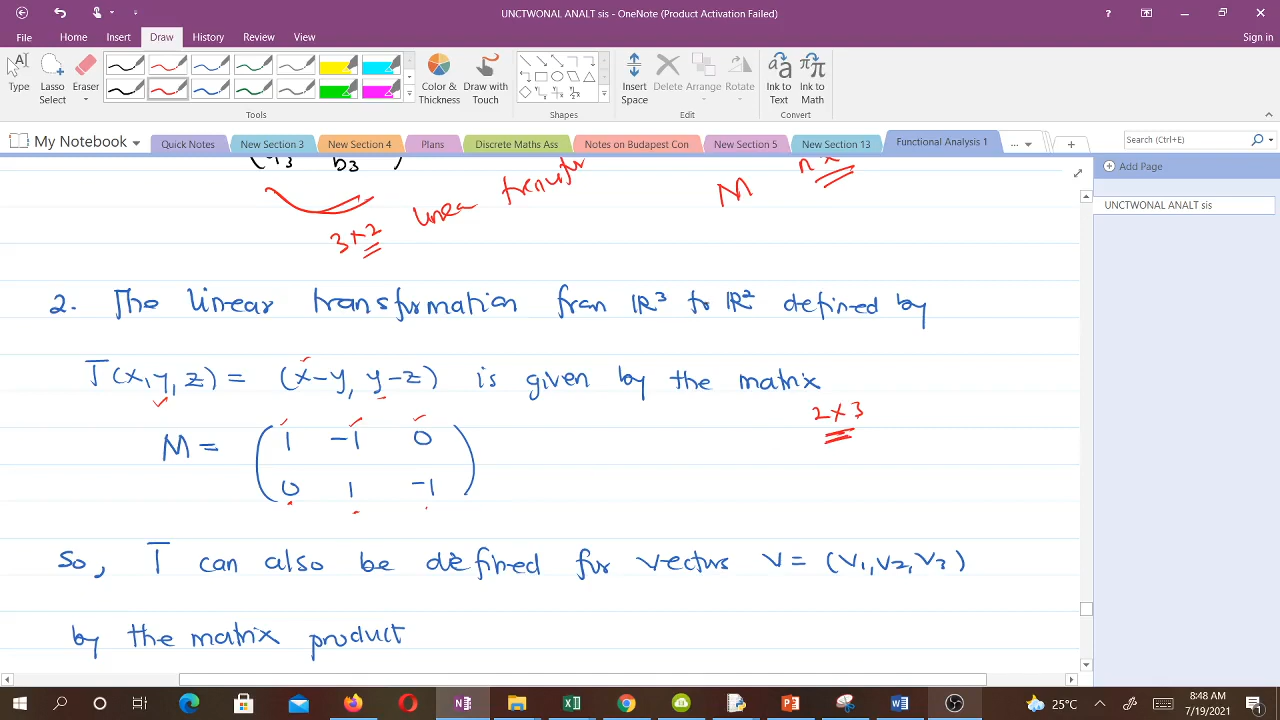 UNCTWONAL ANALT sis - OneNote (Product Activation Failed)
File Home Insert Draw History Review View Sign in
Type Lasso Select Eraser Color & Thickness Draw with Touch Insert Space Delete Arrange Rotate Ink to Text Ink to Math
Tools Shapes Edit Convert
My Notebook Quick Notes New Section 3 New Section 4 Plans Discrete Maths Ass Notes on Budapest Con New Section 5 New Section 13 Functional Analysis 1 ... Search (Ctrl+E)
Add Page
UNCTWONAL ANALT sis
b3
linear transfr
M
3×2
2. The linear transformation from ℝ³ to ℝ² defined by
T(x,y,z) = (x-y, y-z) is given by the matrix
2×3
M = ( 1 -1 0
0 1 -1 )
So, T can also be defined for vectors v = (v1,v2,v3)
by the matrix product
25°C
8:48 AM
7/19/2021